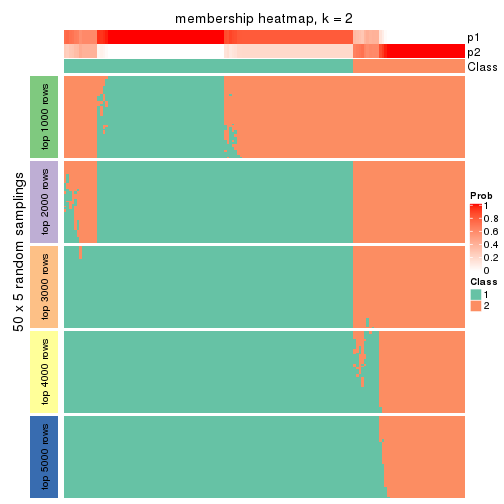 membership heatmap, k = 2
p1
p2
Class
50 x 5 random samplings
top 1000 rows
top 2000 rows
top 3000 rows
top 4000 rows
top 5000 rows
Prob
1
0.8
0.6
0.4
0.2
0
Class
1
2